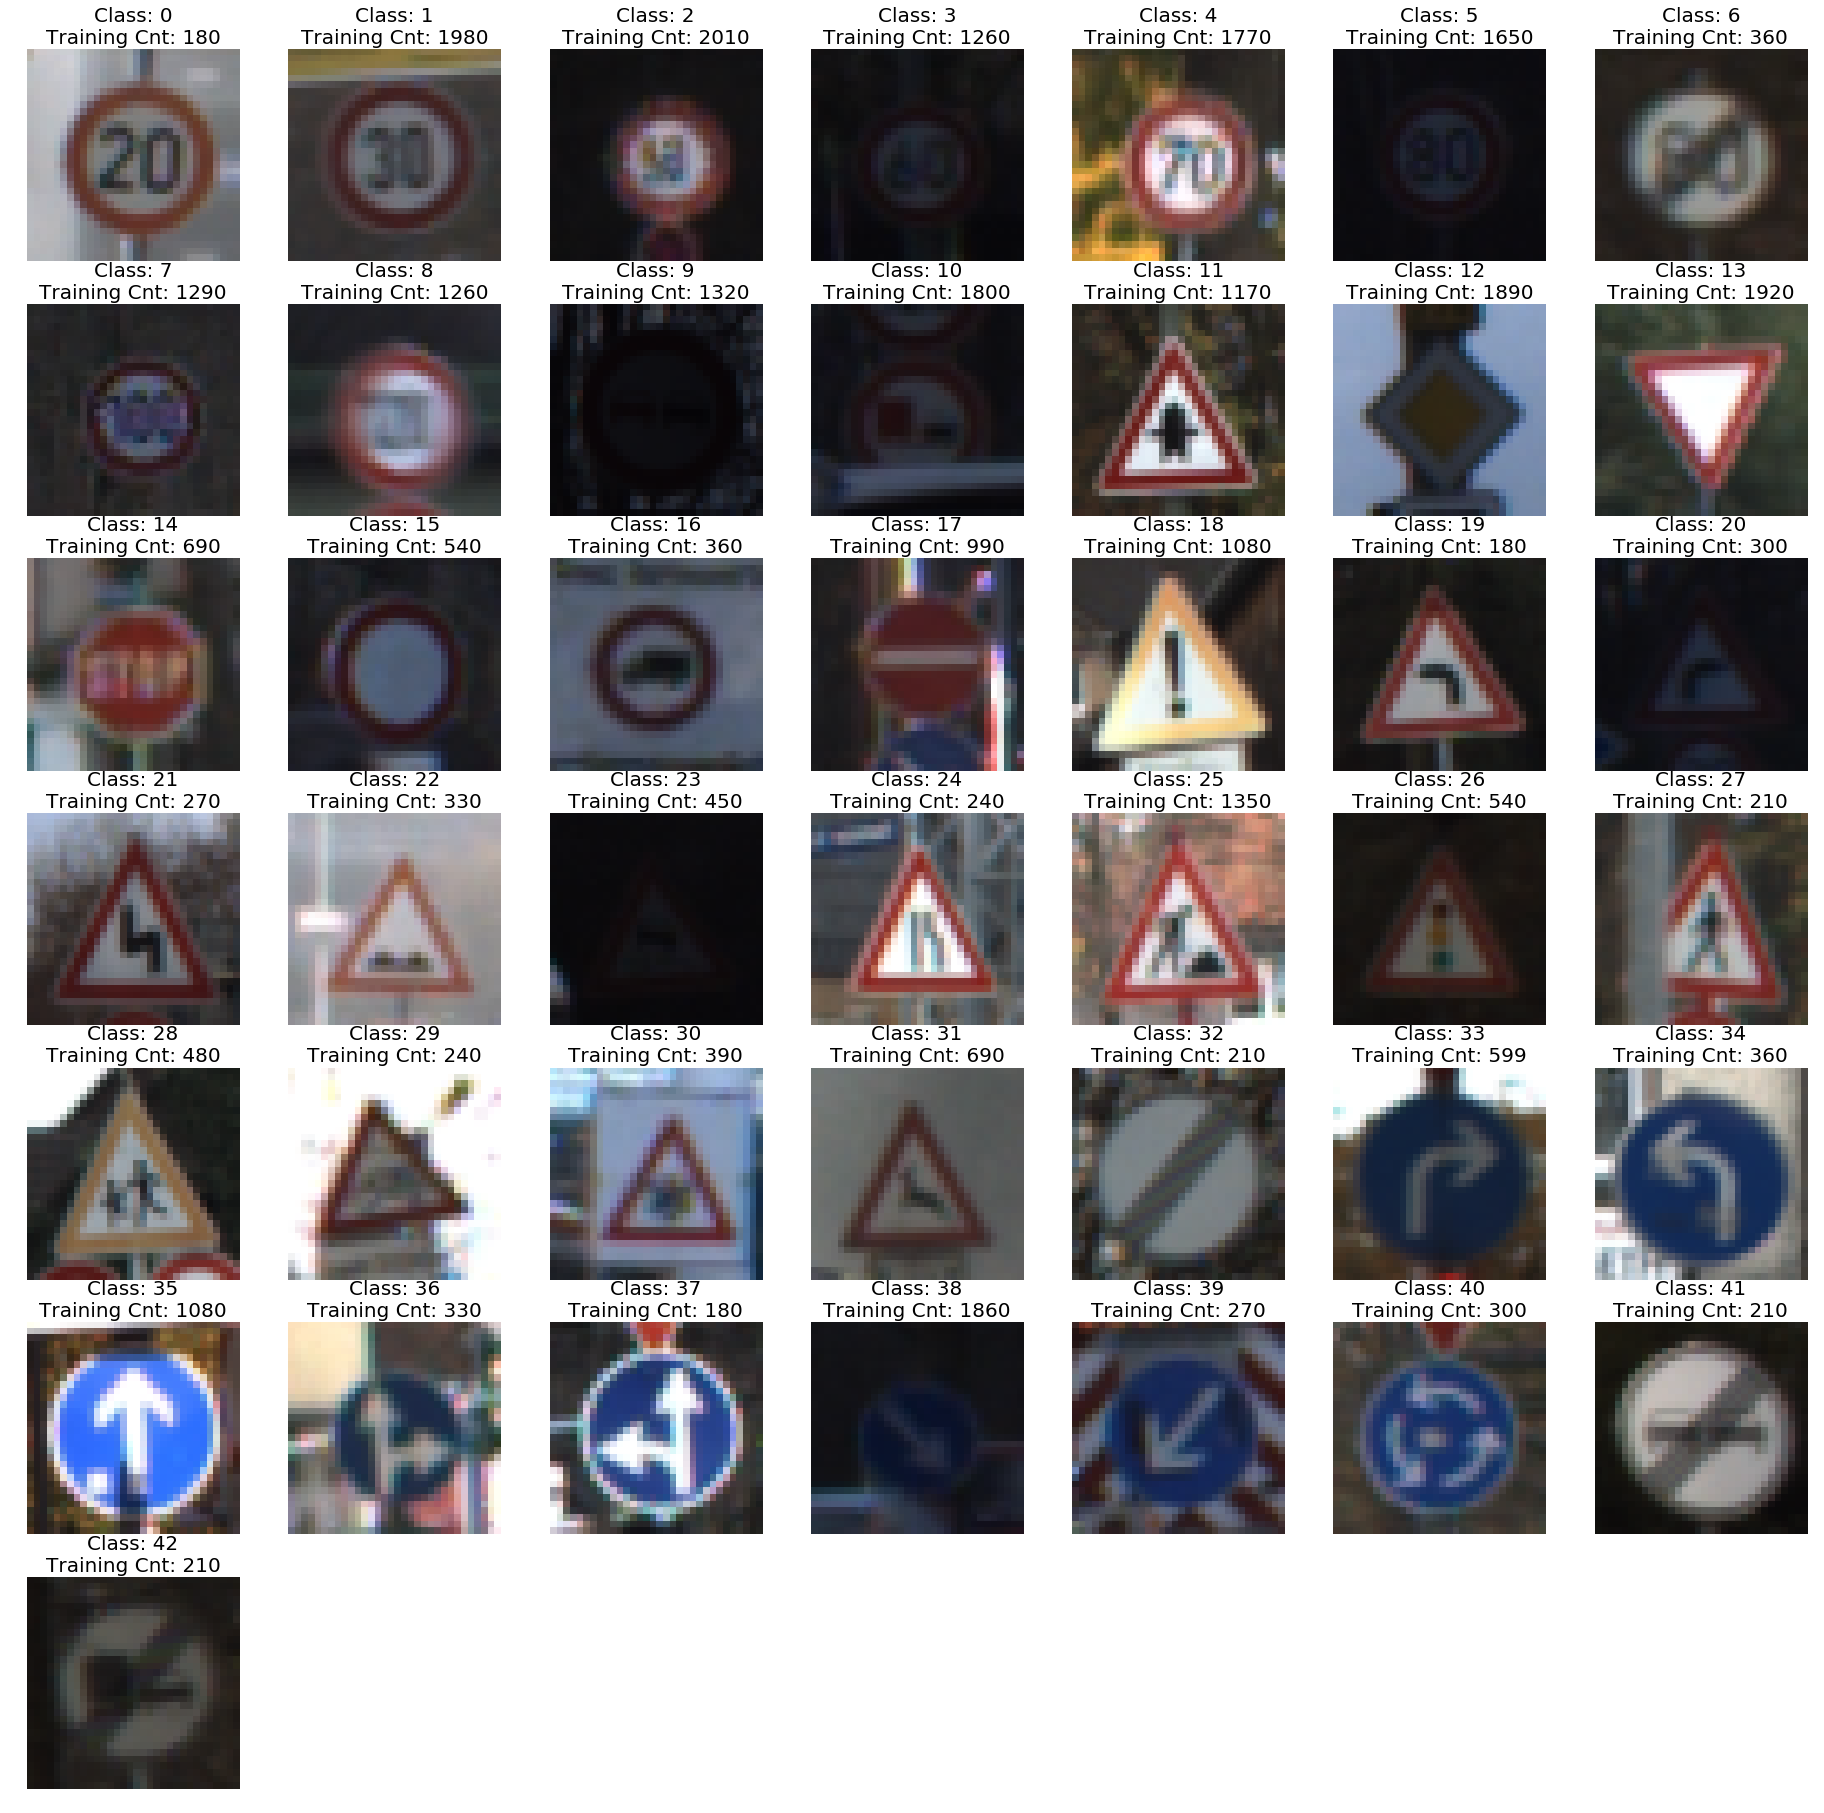 Class: 0
Training Cnt: 180
Class: 1
Training Cnt: 1980
Class: 2
Training Cnt: 2010
Class: 3
Training Cnt: 1260
Class: 4
Training Cnt: 1770
Class: 5
Training Cnt: 1650
Class: 6
Training Cnt: 360
20
30
60
70
80
80
Class: 7
Training Cnt: 1290
Class: 8
Training Cnt: 1260
Class: 9
Training Cnt: 1320
Class: 10
Training Cnt: 1800
Class: 11
Training Cnt: 1170
Class: 12
Training Cnt: 1890
Class: 13
Training Cnt: 1920
100
Class: 14
Training Cnt: 690
Class: 15
Training Cnt: 540
Class: 16
Training Cnt: 360
Class: 17
Training Cnt: 990
Class: 18
Training Cnt: 1080
Class: 19
Training Cnt: 180
Class: 20
Training Cnt: 300
STOP
Class: 21
Training Cnt: 270
Class: 22
Training Cnt: 330
Class: 23
Training Cnt: 450
Class: 24
Training Cnt: 240
Class: 25
Training Cnt: 1350
Class: 26
Training Cnt: 540
Class: 27
Training Cnt: 210
Class: 28
Training Cnt: 480
Class: 29
Training Cnt: 240
Class: 30
Training Cnt: 390
Class: 31
Training Cnt: 690
Class: 32
Training Cnt: 210
Class: 33
Training Cnt: 599
Class: 34
Training Cnt: 360
Class: 35
Training Cnt: 1080
Class: 36
Training Cnt: 330
Class: 37
Training Cnt: 180
Class: 38
Training Cnt: 1860
Class: 39
Training Cnt: 270
Class: 40
Training Cnt: 300
Class: 41
Training Cnt: 210
Class: 42
Training Cnt: 210